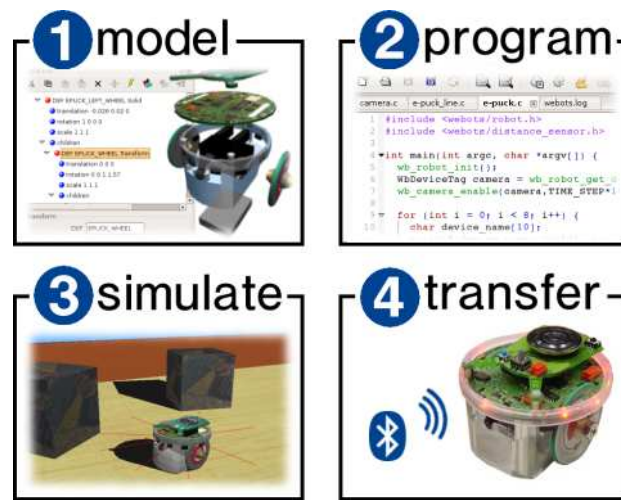 1 model
DEF EPUCK_LEFT_WHEEL Solid
translation -0.026 0.02 0
rotation 1 0 0 0
scale 1 1 1
children
DEF EPUCK_WHEEL Transform
translation 0 0 0
rotation 0 0 1 1.57
scale 1 1 1
children
DEF EPUCK_WHEEL
2 program
camera.c e-puck_line.c e-puck.c webots.log
1 #include <webots/robot.h>
2 #include <webots/distance_sensor.h>
3
4 int main(int argc, char *argv[]) {
5 wb_robot_init();
6 WbDeviceTag camera = wb_robot_get_
7 wb_camera_enable(camera,TIME_STEP*
8
9 for (int i = 0; i < 8; i++) {
10 char device_name[10];
3 simulate
4 transfer